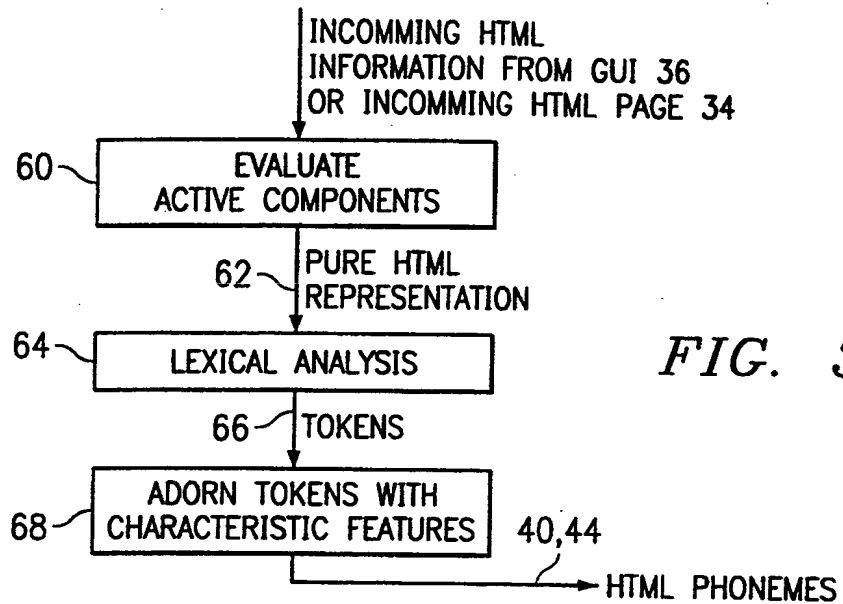 INCOMMING HTML
INFORMATION FROM GUI 36
OR INCOMMING HTML PAGE 34
60
EVALUATE
ACTIVE COMPONENTS
62
PURE HTML
REPRESENTATION
64
LEXICAL ANALYSIS
FIG.
66
TOKENS
68
ADORN TOKENS WITH
CHARACTERISTIC FEATURES
40,44
HTML PHONEMES